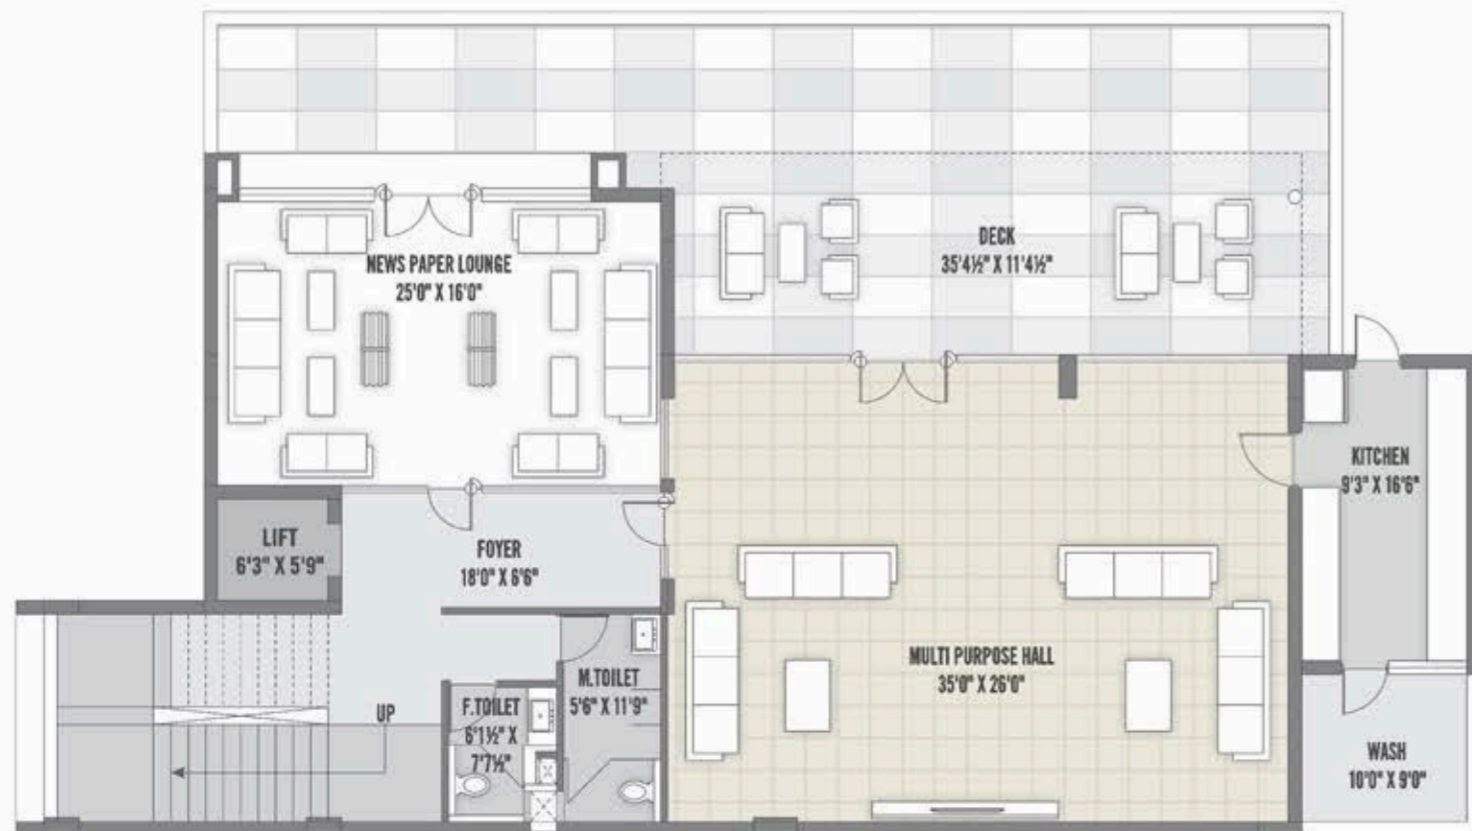 DECK
35'4½" X 11'4½"
NEWS PAPER LOUNGE
25'0" X 16'0"
KITCHEN
9'3" X 16'6"
LIFT
6'3" X 5'9"
FOYER
18'0" X 6'6"
MULTI PURPOSE HALL
35'0" X 26'0"
M.TOILET
5'6" X 11'9"
F.TOILET
6'1½" X
7'7½"
UP
WASH
10'0" X 9'0"